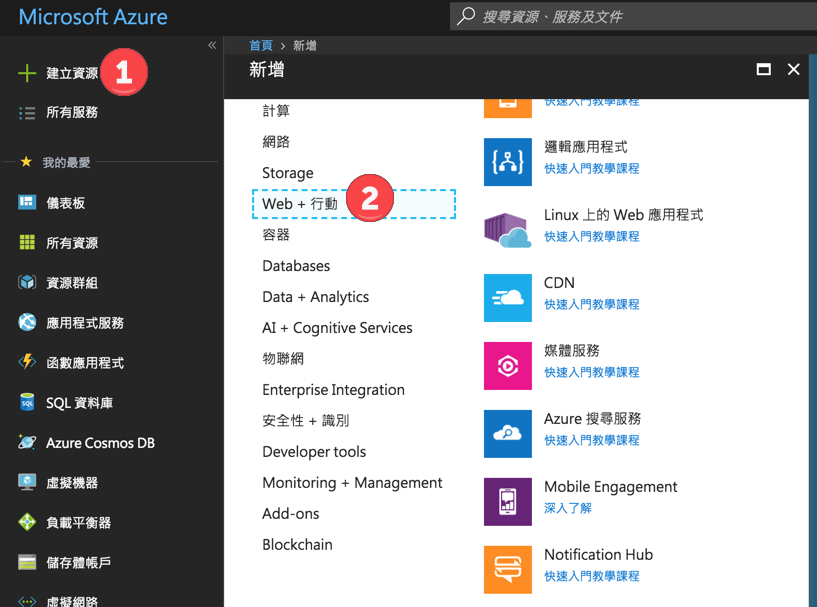 Microsoft Azure
搜尋資源、服務及文件
«
首頁 > 新增
新增
建立資源
1
所有服務
我的最愛
儀表板
所有資源
資源群組
應用程式服務
函數應用程式
SQL 資料庫
Azure Cosmos DB
虛擬機器
負載平衡器
儲存體帳戶
虛擬網路
計算
網路
Storage
Web + 行動
2
容器
Databases
Data + Analytics
AI + Cognitive Services
物聯網
Enterprise Integration
安全性 + 識別
Developer tools
Monitoring + Management
Add-ons
Blockchain
快速入門教學課程
邏輯應用程式
快速入門教學課程
Linux 上的 Web 應用程式
快速入門教學課程
CDN
快速入門教學課程
媒體服務
快速入門教學課程
Azure 搜尋服務
快速入門教學課程
Mobile Engagement
深入了解
Notification Hub
快速入門教學課程